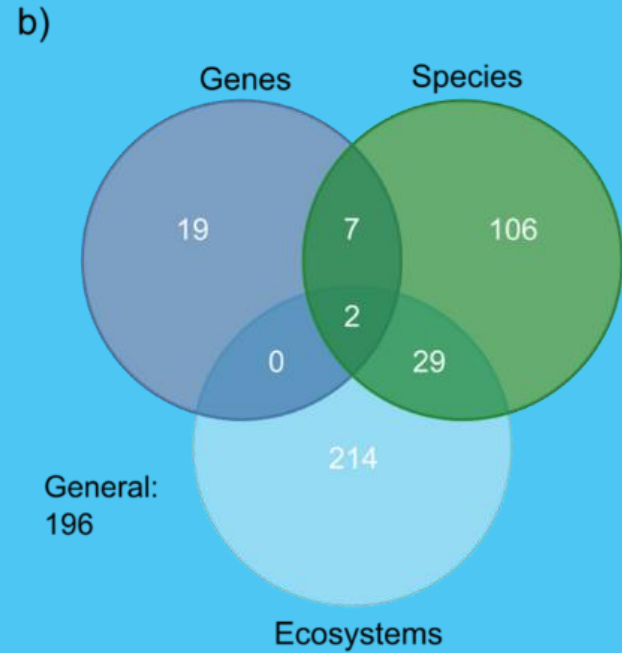 b)
Genes
Species
19
7
106
2
0
29
214
General:
196
Ecosystems